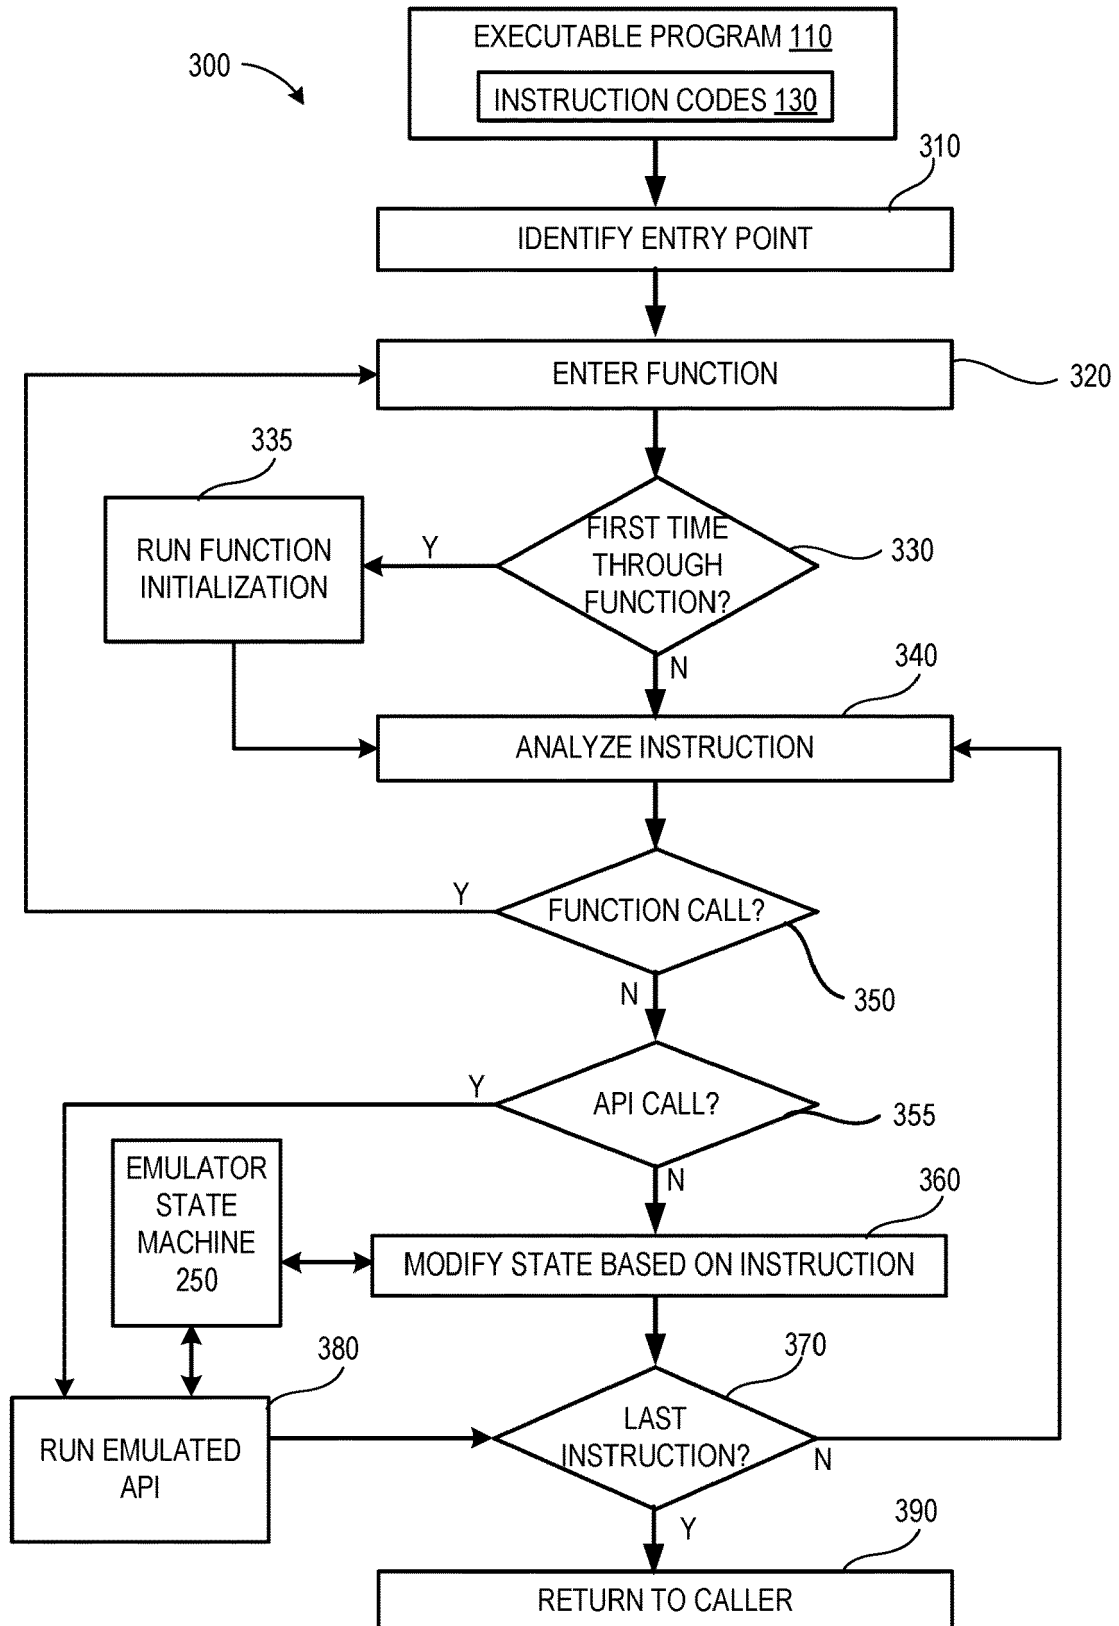 EXECUTABLE PROGRAM 110
300
INSTRUCTION CODES 130
310
IDENTIFY ENTRY POINT
ENTER FUNCTION
320
335
RUN FUNCTION
INITIALIZATION
Y
FIRST TIME
THROUGH
FUNCTION?
330
N
340
ANALYZE INSTRUCTION
Y
FUNCTION CALL?
350
N
Y
API CALL?
355
N
EMULATOR
STATE
MACHINE
250
360
MODIFY STATE BASED ON INSTRUCTION
380
370
RUN EMULATED
API
LAST
INSTRUCTION?
N
Y
390
RETURN TO CALLER